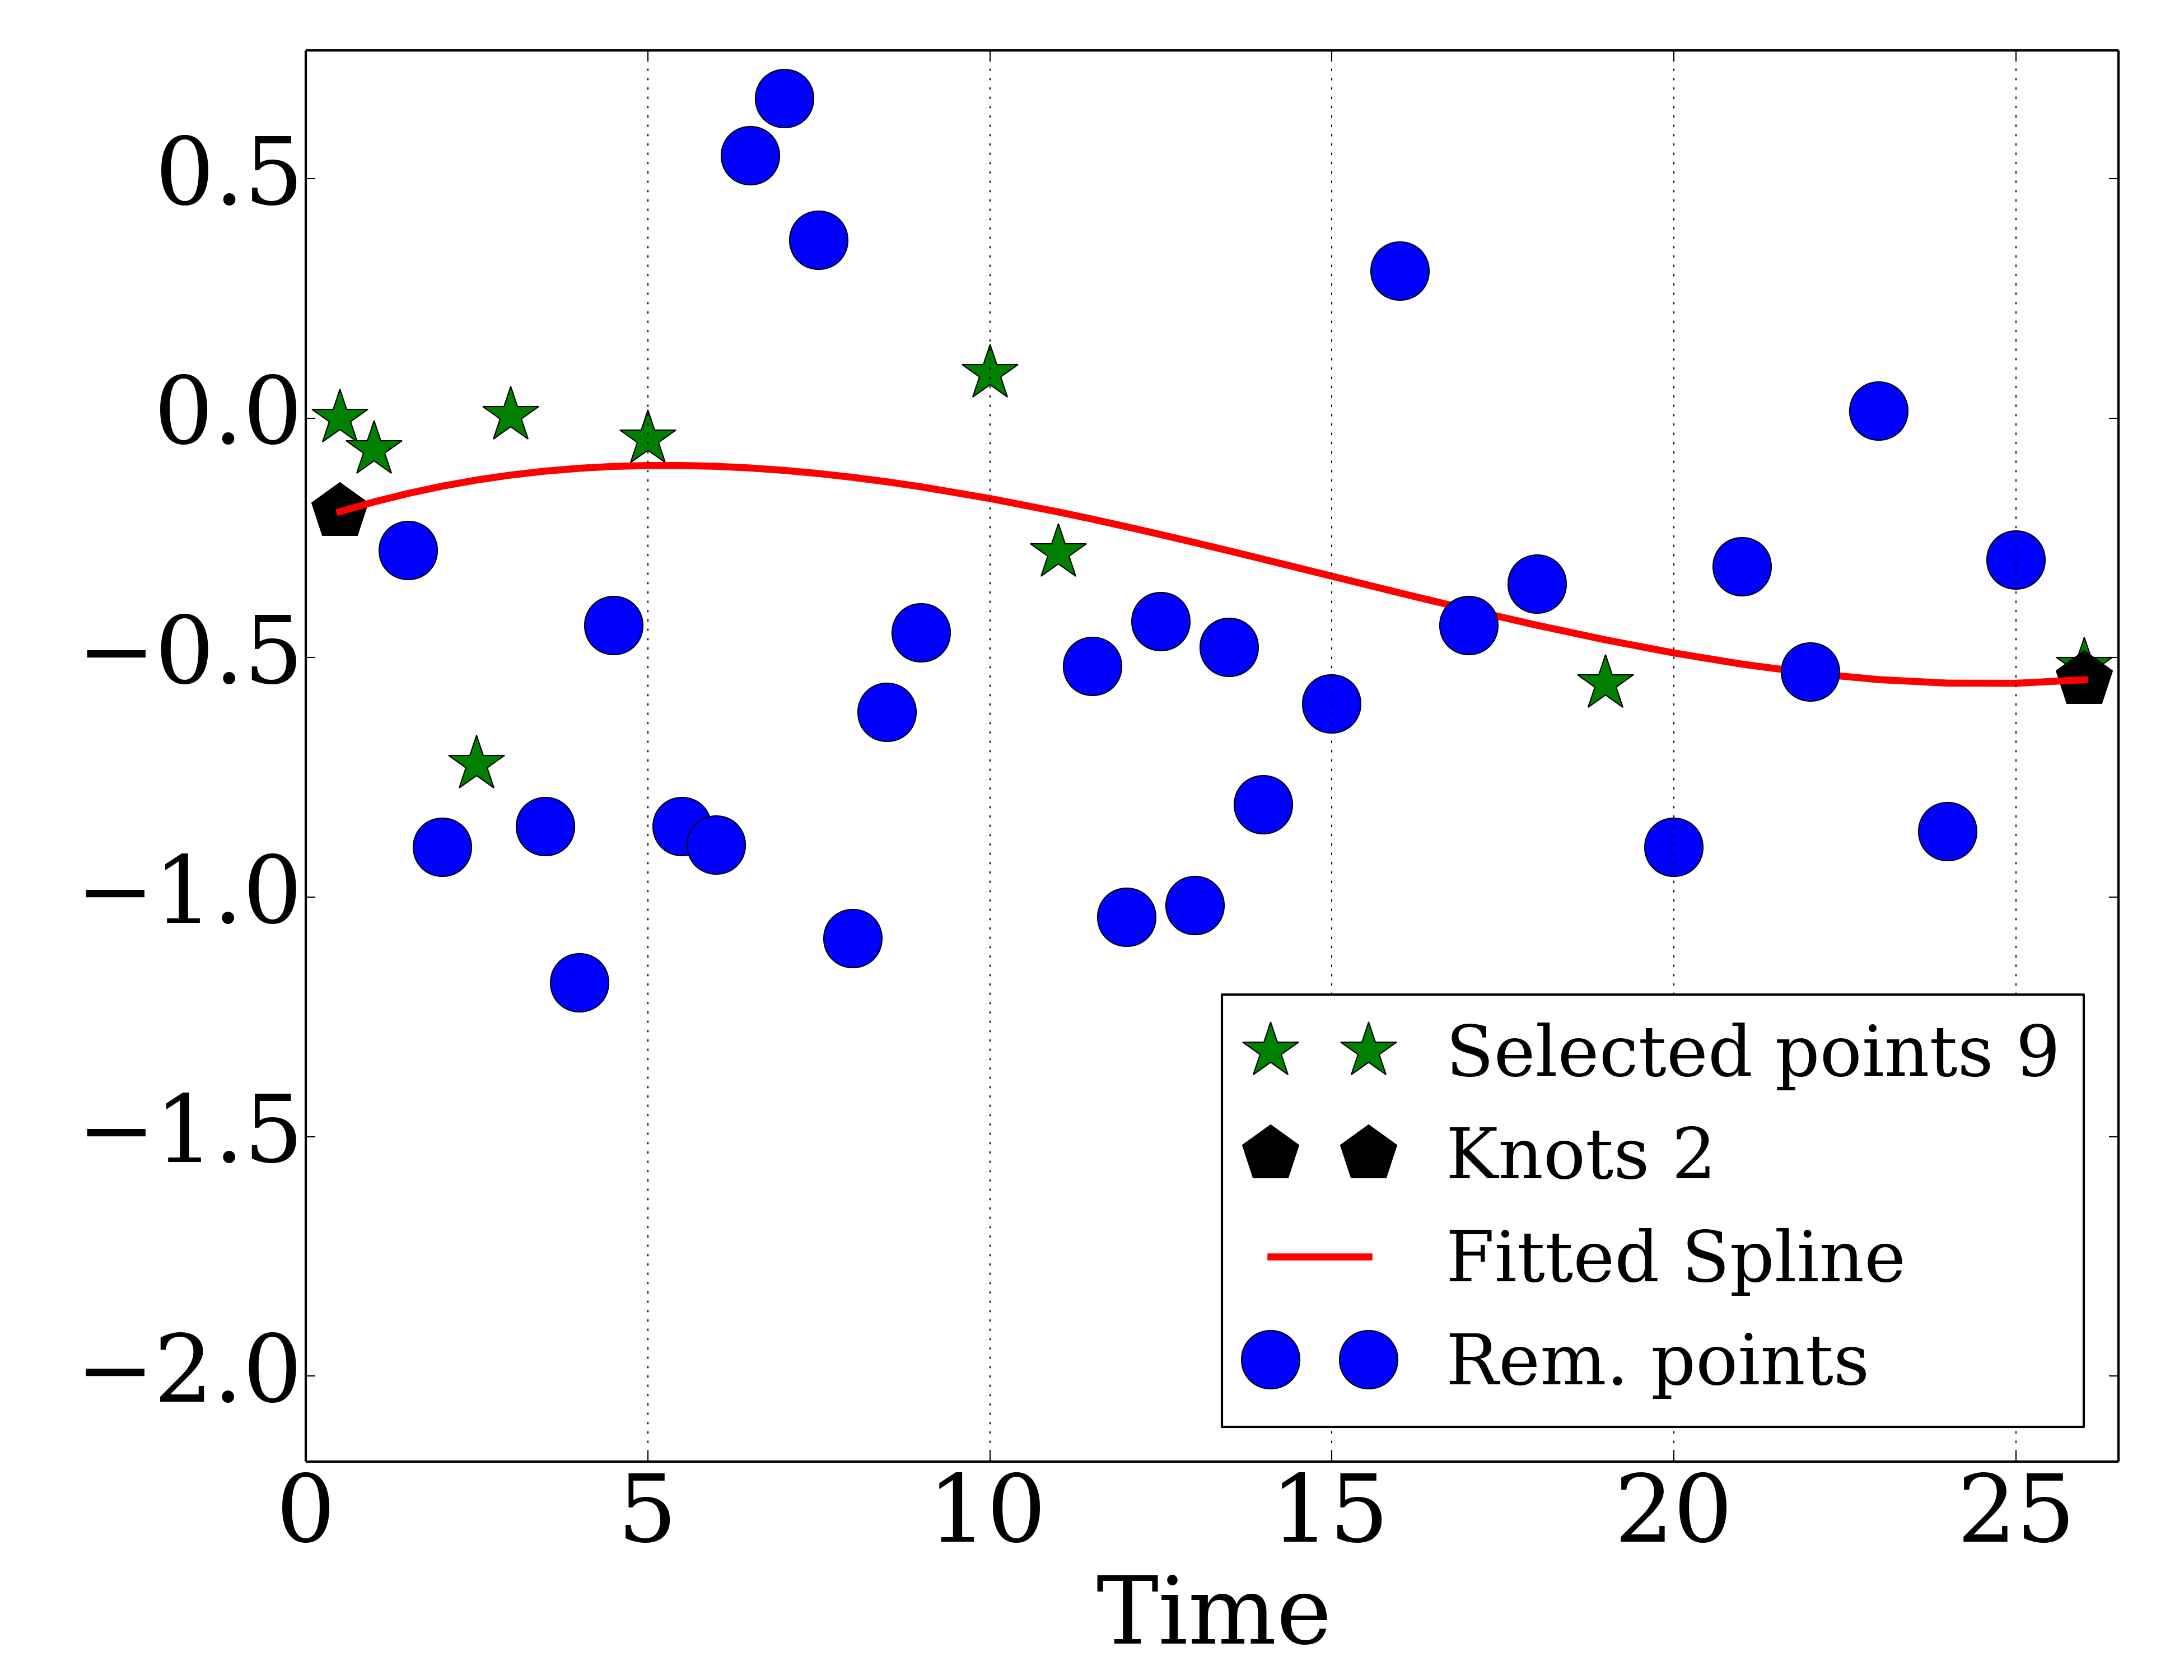 0.5
0.0
−0.5
−1.0
−1.5
−2.0
Selected points 9
Knots 2
Fitted Spline
Rem. points
0 5 10 15 20 25
Time